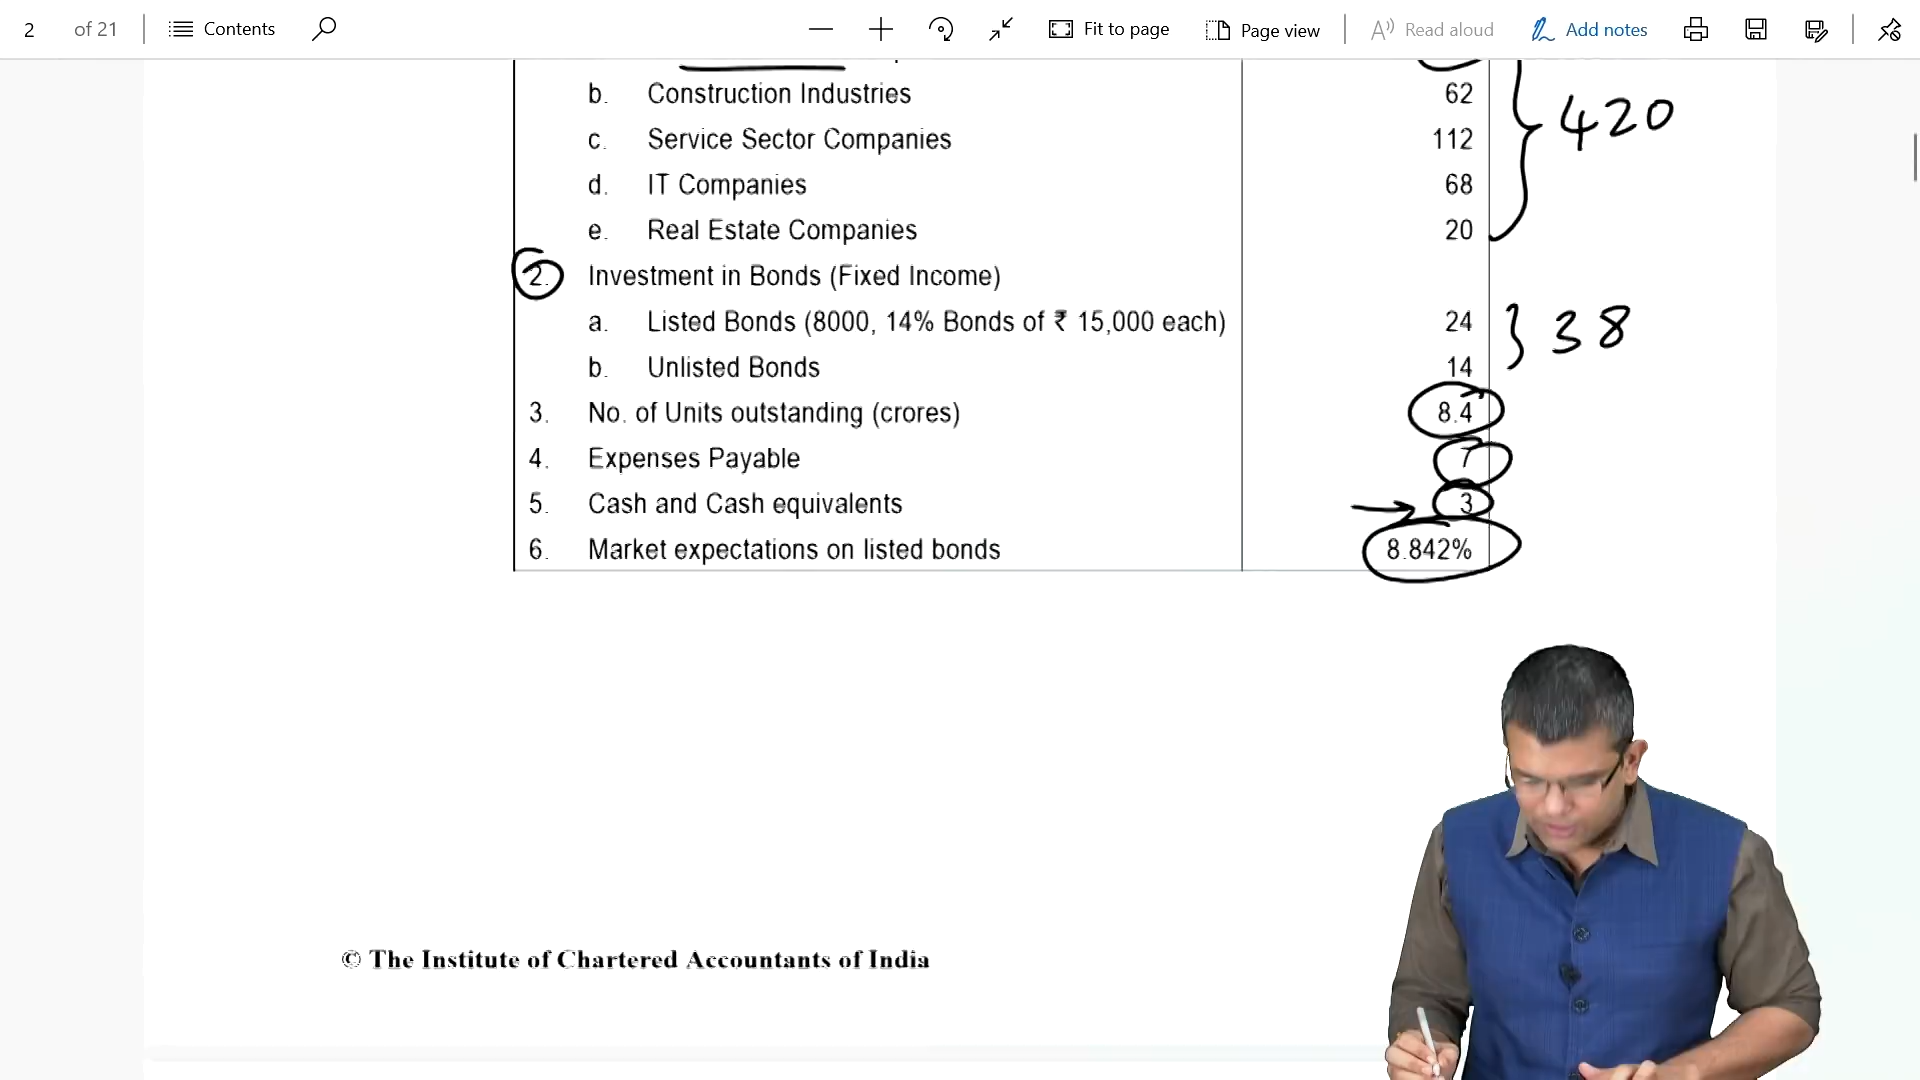 2 of 21 Contents Fit to page Page view Read aloud Add notes
b. Construction Industries 62
c. Service Sector Companies 112
420
d. IT Companies 68
e. Real Estate Companies 20
2. Investment in Bonds (Fixed Income)
a. Listed Bonds (8000, 14% Bonds of ₹ 15,000 each) 24
38
b. Unlisted Bonds 14
3. No. of Units outstanding (crores) 8.4
4. Expenses Payable 7
5. Cash and Cash equivalents 3
6. Market expectations on listed bonds 8.842%
© The Institute of Chartered Accountants of India